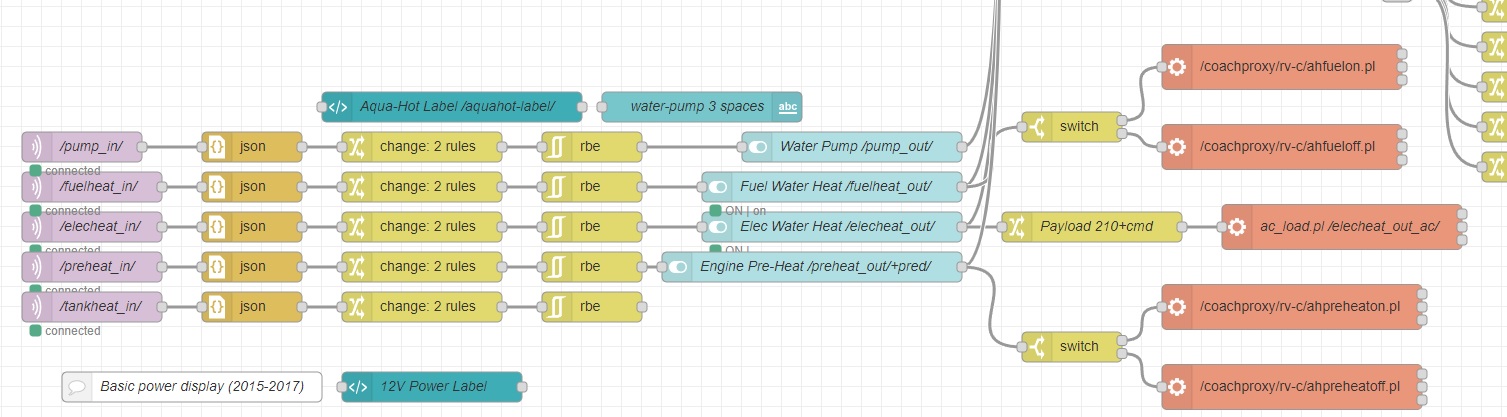 /coachproxy/rv-c/ahfuelon.pl
Aqua-Hot Label /aquahot-label/
water-pump 3 spaces
abc
switch
/pump_in/
json
change: 2 rules
rbe
Water Pump /pump_out/
/coachproxy/rv-c/ahfueloff.pl
connected
/fuelheat_in/
json
change: 2 rules
rbe
Fuel Water Heat /fuelheat_out/
connected
ON | on
/elecheat_in/
json
change: 2 rules
rbe
Elec Water Heat /elecheat_out/
Payload 210+cmd
ac_load.pl /elecheat_out_ac/
connected
ON |
/preheat_in/
json
change: 2 rules
rbe
Engine Pre-Heat /preheat_out/+pred/
connected
/tankheat_in/
json
change: 2 rules
rbe
/coachproxy/rv-c/ahpreheaton.pl
connected
switch
Basic power display (2015-2017)
12V Power Label
/coachproxy/rv-c/ahpreheatoff.pl